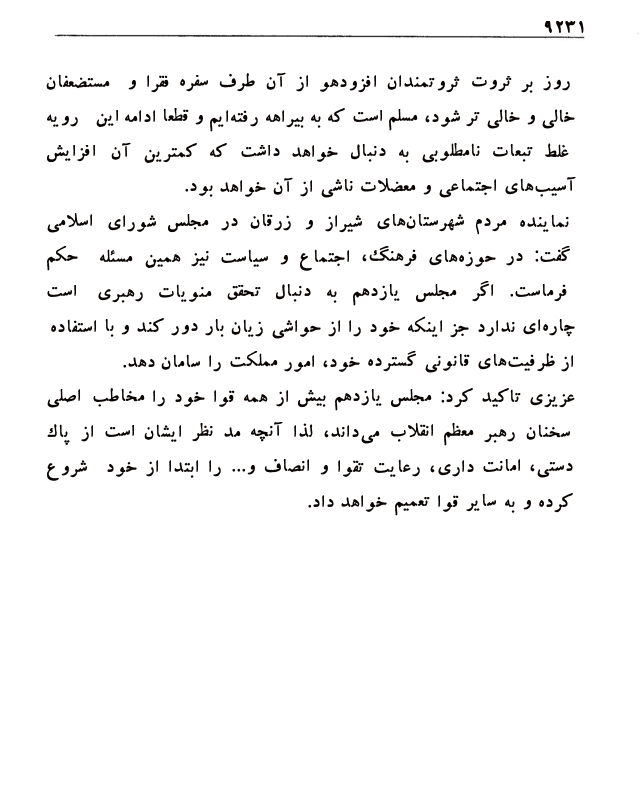 ۹۲۳۱
روز بر ثروت ثروتمندان افزودهو از آن طرف سفره فقرا و مستضعفان
خالی و خالی تر شود، مسلم است که به بیراهه رفته‌ایم و قطعا ادامه این رویه
غلط تبعات نامطلوبی به دنبال خواهد داشت که کمترین آن افزایش
آسیب‌های اجتماعی و معضلات ناشی از آن خواهد بود.
نماینده مردم شهرستان‌های شیراز و زرقان در مجلس شورای اسلامی
گفت: در حوزه‌های فرهنگ، اجتماع و سیاست نیز همین مسئله حکم
فرماست. اگر مجلس یازدهم به دنبال تحقق منویات رهبری است
چاره‌ای ندارد جز اینکه خود را از حواشی زیان بار دور کند و با استفاده
از ظرفیت‌های قانونی گسترده خود، امور مملکت را سامان دهد.
عزیزی تاکید کرد: مجلس یازدهم بیش از همه قوا خود را مخاطب اصلی
سخنان رهبر معظم انقلاب می‌داند، لذا آنچه مد نظر ایشان است از پاك
دستی، امانت داری، رعایت تقوا و انصاف و... را ابتدا از خود شروع
کرده و به سایر قوا تعمیم خواهد داد.